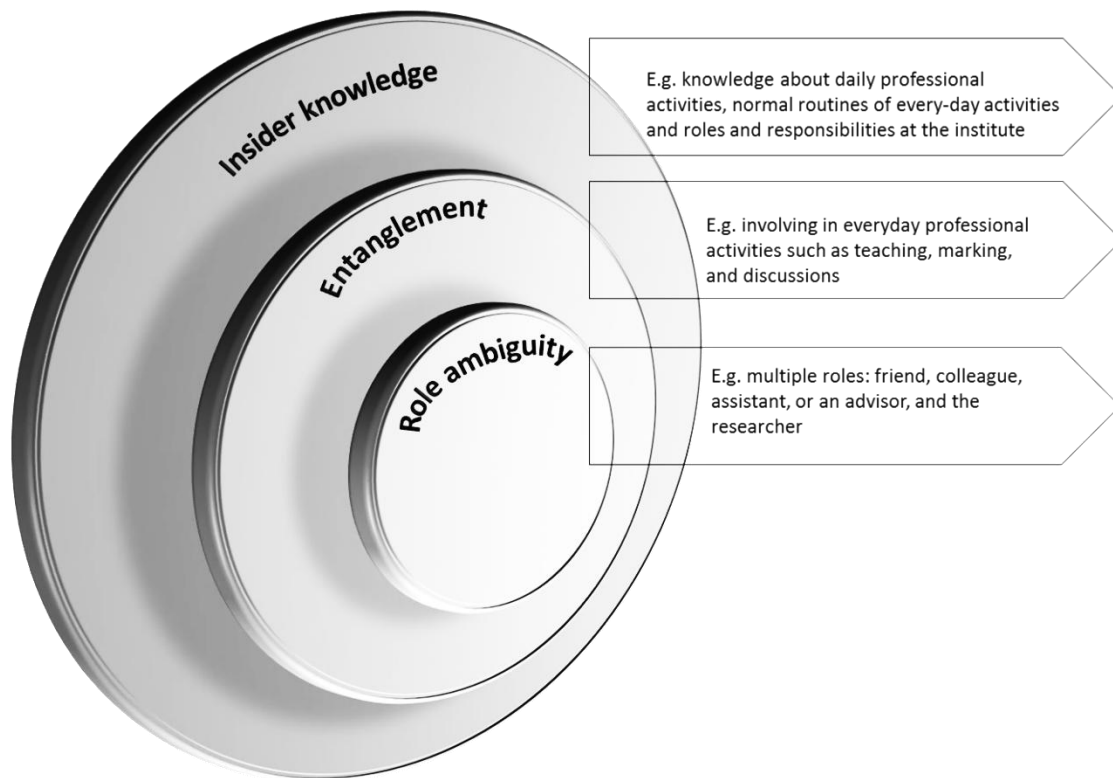 Insider knowledge
E.g. knowledge about daily professional
activities, normal routines of every-day activities
and roles and responsibilities at the institute
Entanglement
E.g. involving in everyday professional
activities such as teaching, marking,
and discussions
Role ambiguity
E.g. multiple roles: friend, colleague,
assistant, or an advisor, and the
researcher